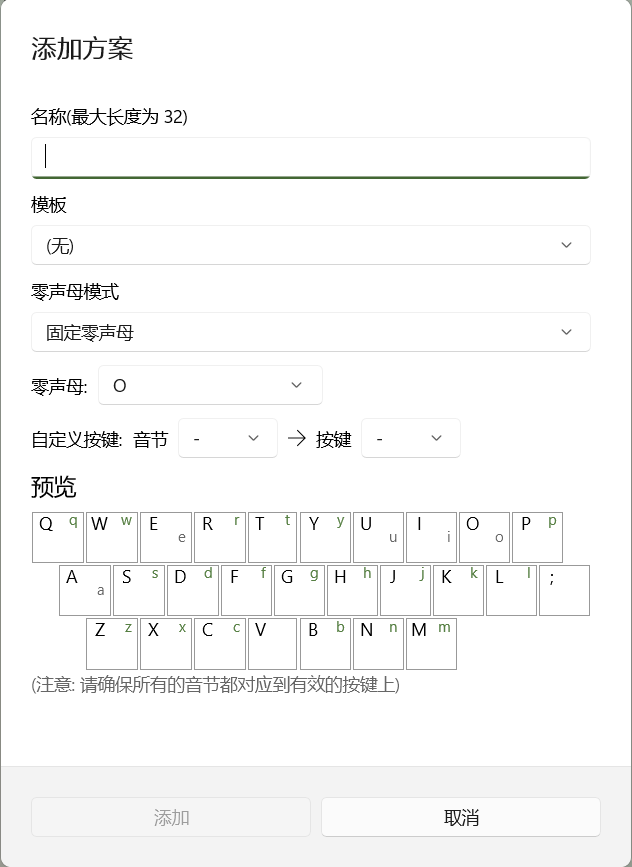 添加方案
名称(最大长度为 32)
模板
(无)
零声母模式
固定零声母
零声母: O
自定义按键: 音节 - → 按键 -
预览
Q q W w E e R r T t Y y U u I i O o P p
A a S s D d F f G g H h J j K k L l ;
Z z X x C c V B b N n M m
(注意: 请确保所有的音节都对应到有效的按键上)
添加 取消